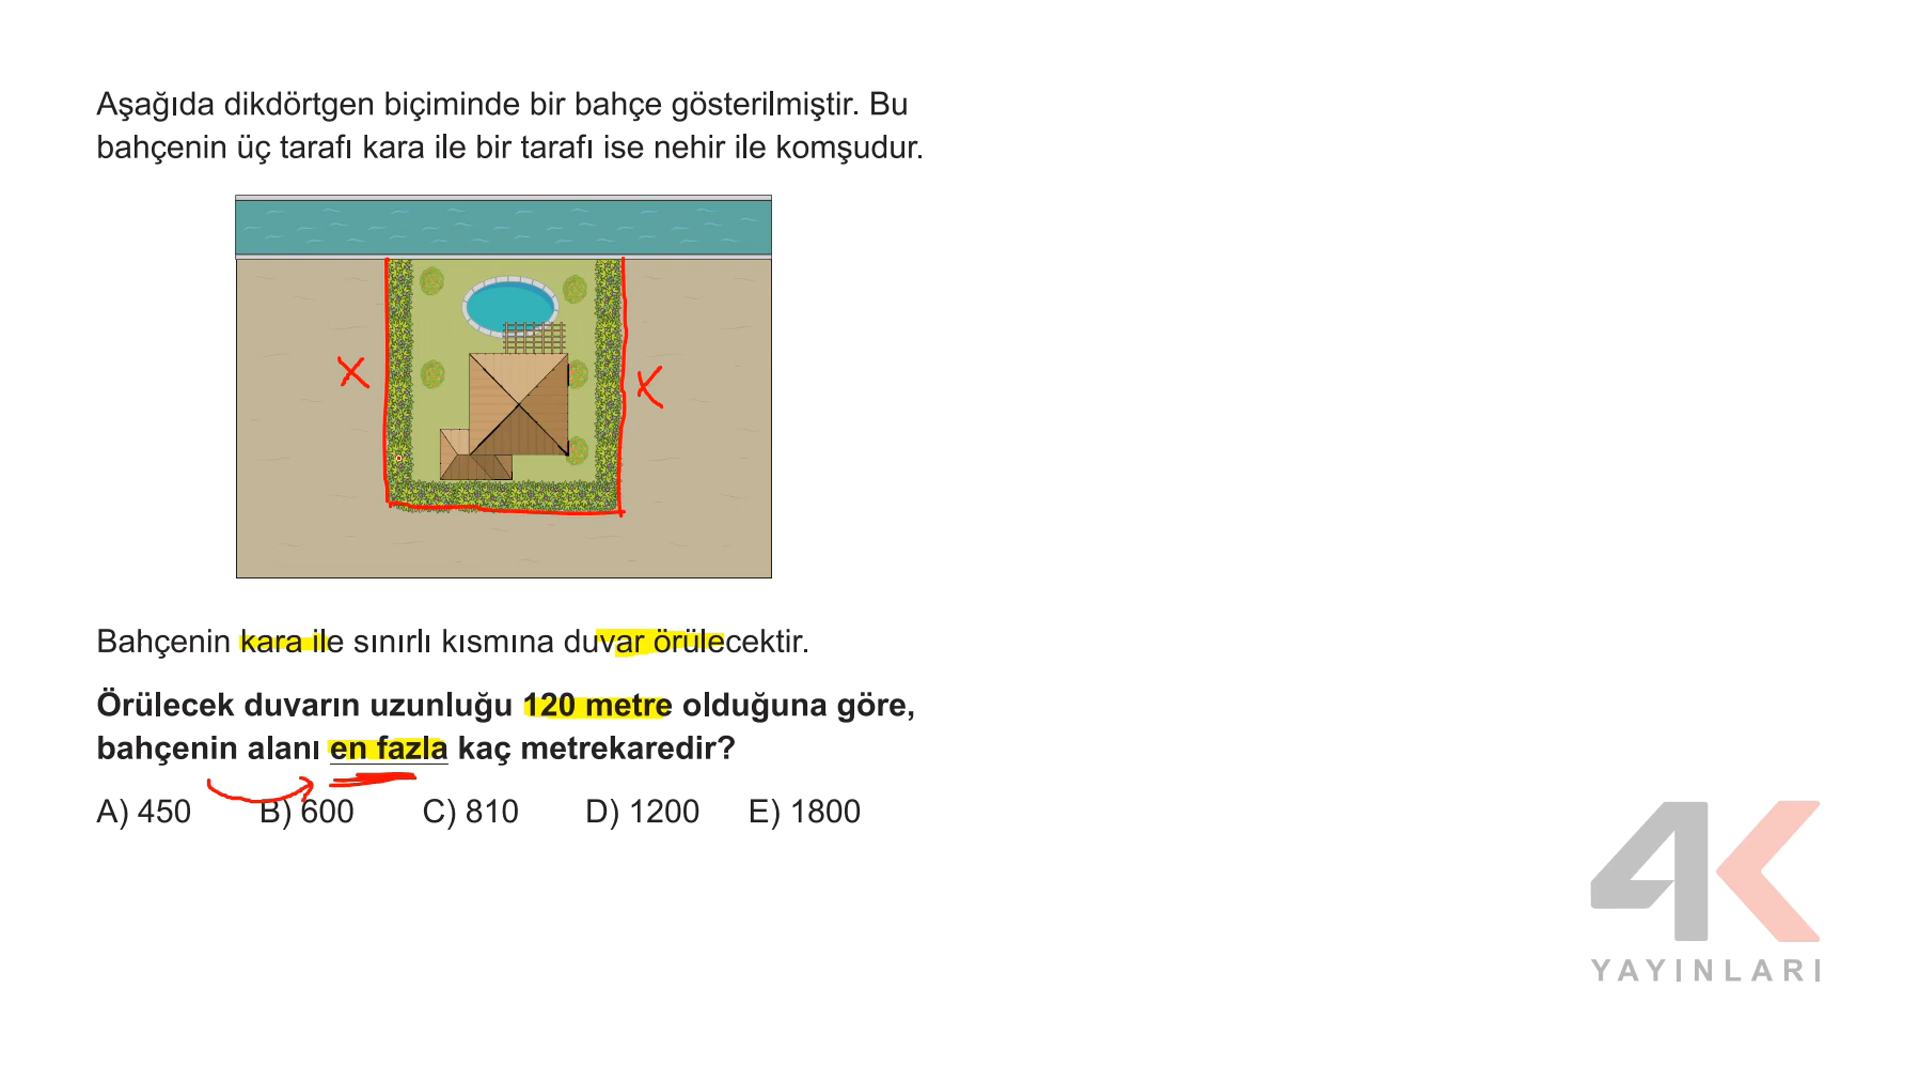 Aşağıda dikdörtgen biçiminde bir bahçe gösterilmiştir. Bu
bahçenin üç tarafı kara ile bir tarafı ise nehir ile komşudur.
x
x
Bahçenin kara ile sınırlı kısmına duvar örülecektir.
Örülecek duvarın uzunluğu 120 metre olduğuna göre,
bahçenin alanı en fazla kaç metrekaredir?
A) 450 B) 600 C) 810 D) 1200 E) 1800
4K
YAYINLARI